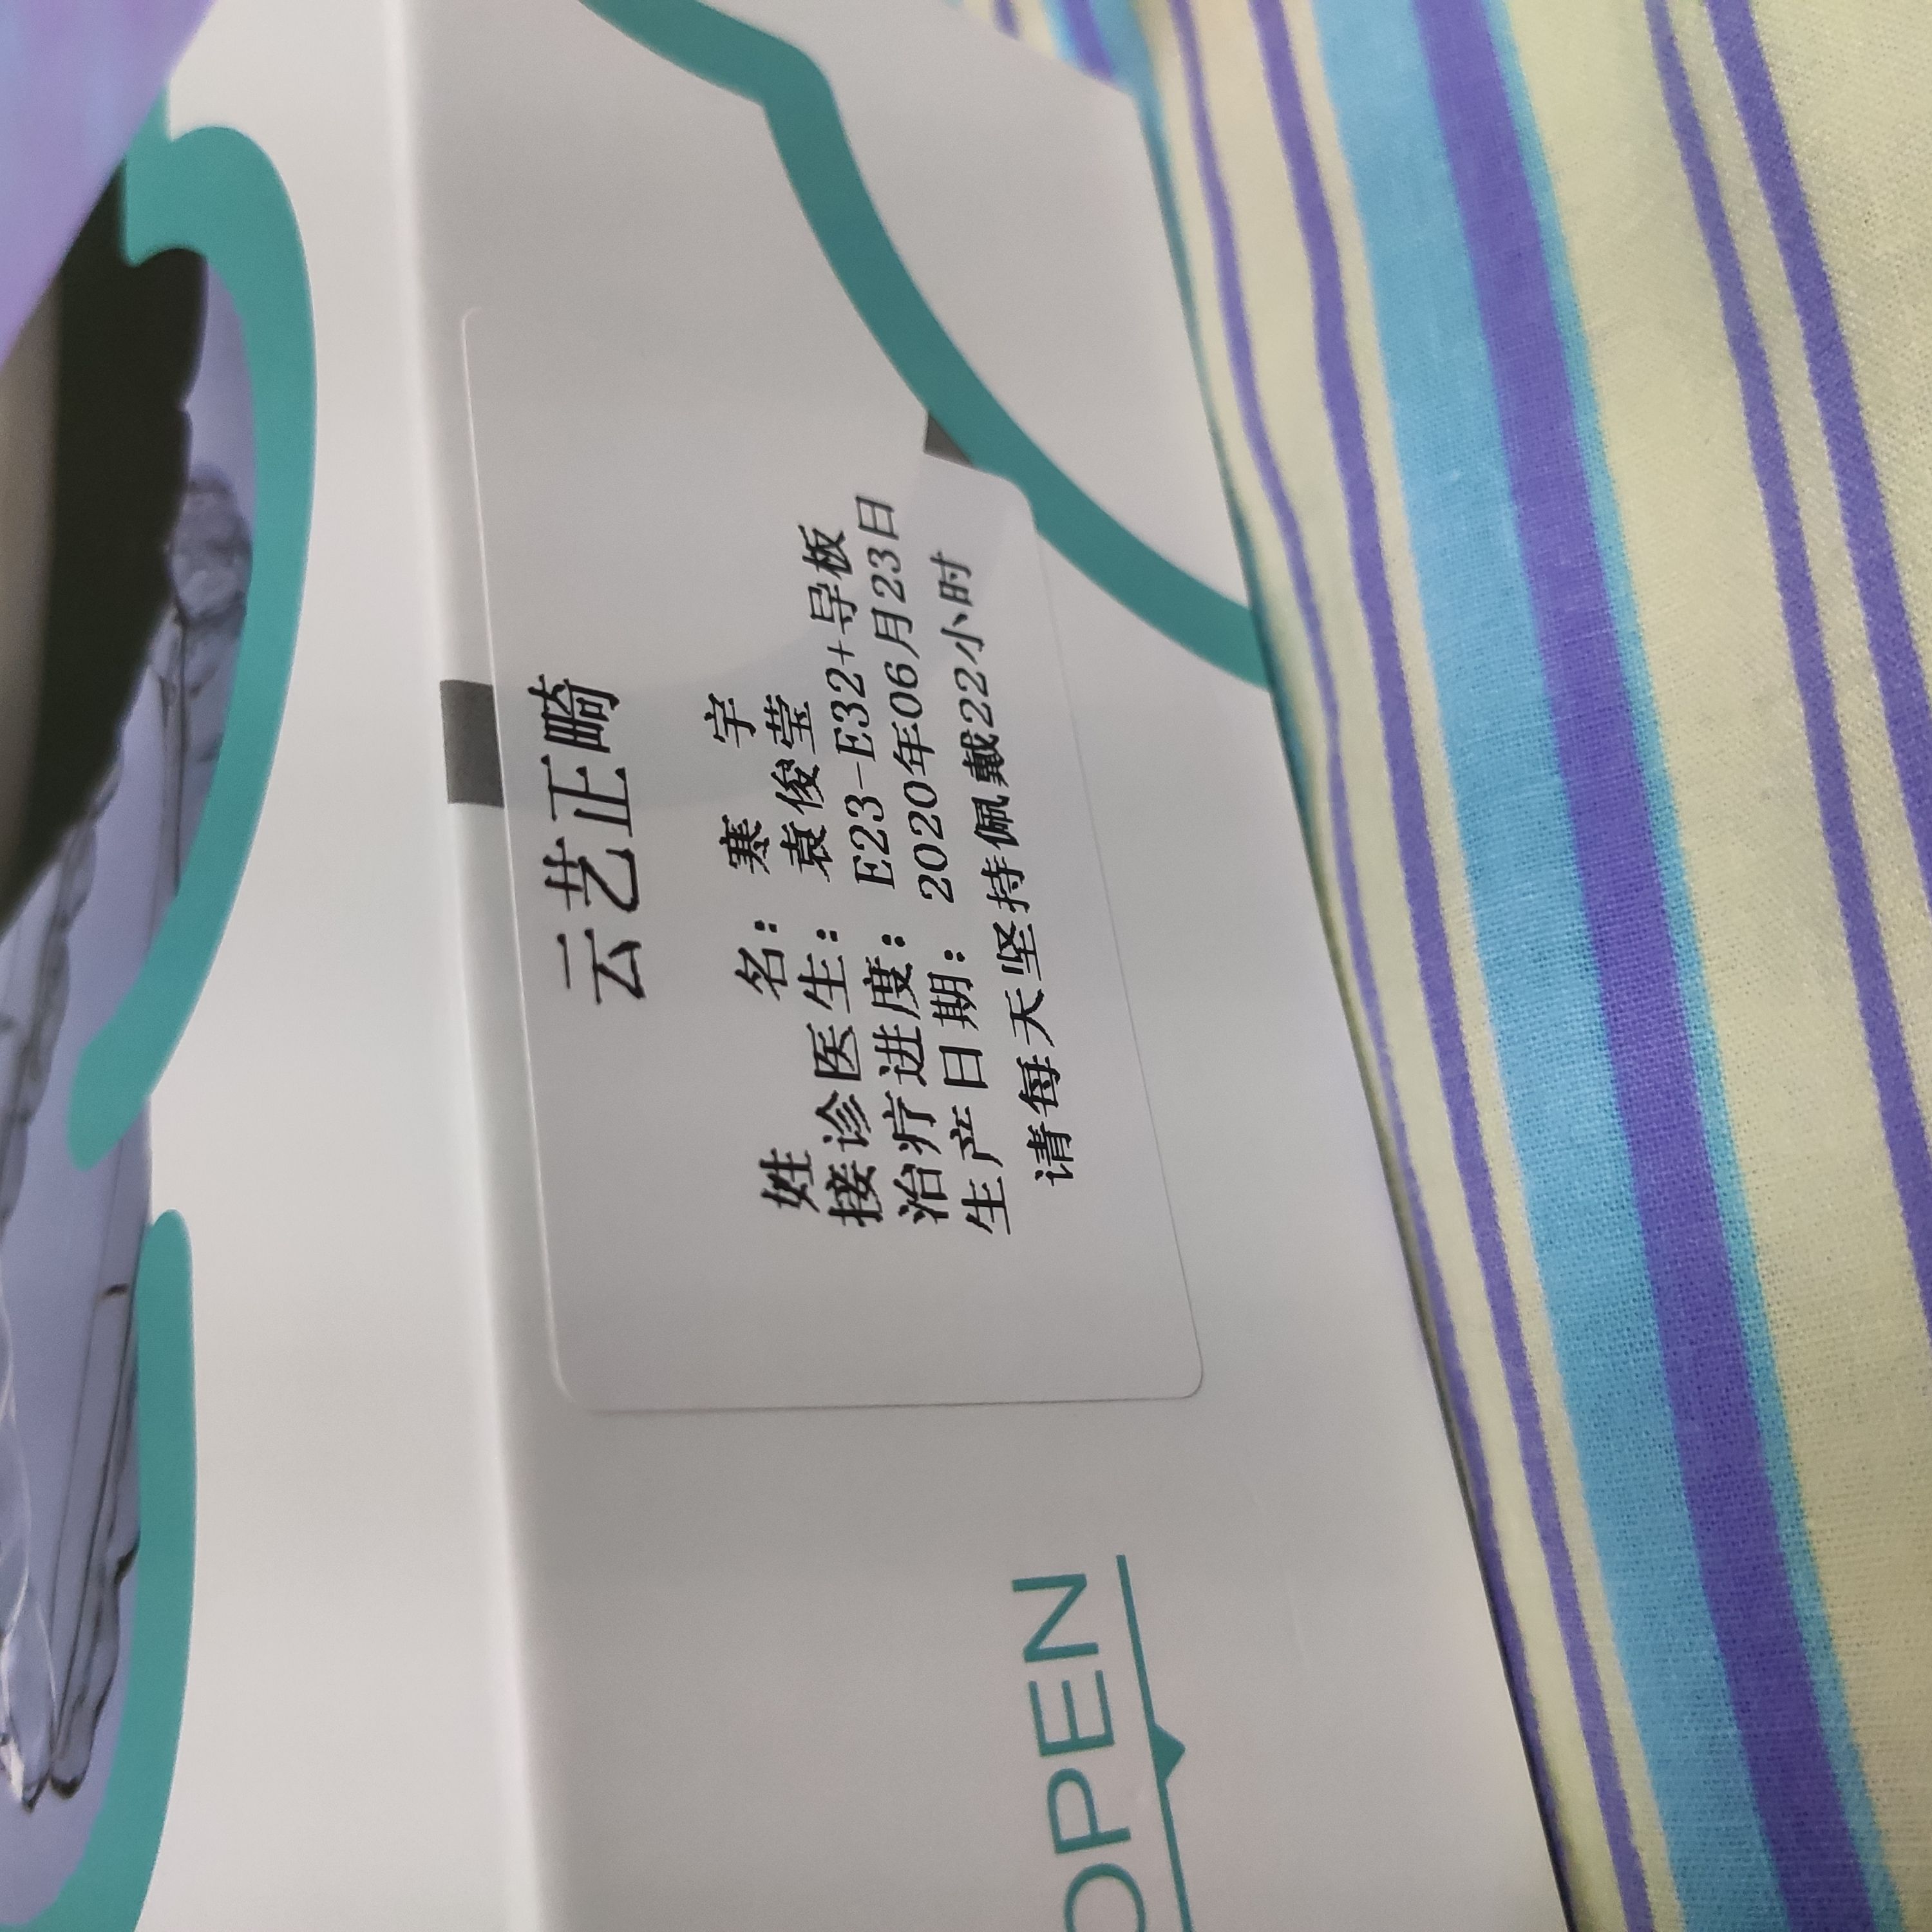 云艺正畸
姓 名： 寒 宇
接诊医生：袁俊莹
治疗进度：E23-E32+导板
生产日期：2020年06月23日
请每天坚持佩戴22小时
OPEN